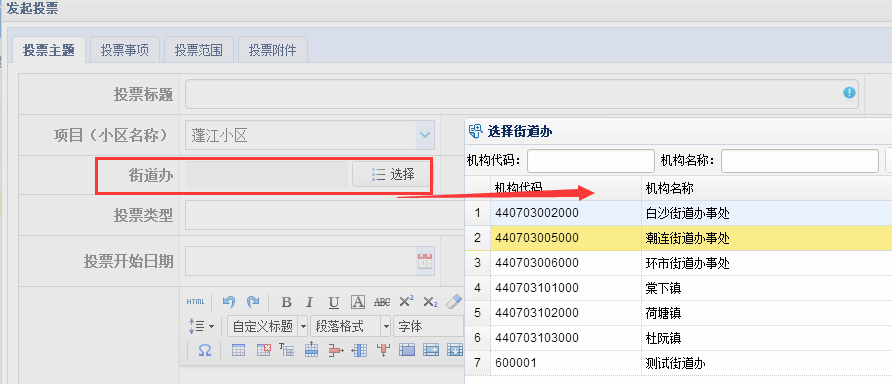 发起投票
投票主题 投票事项 投票范围 投票附件
投票标题
项目（小区名称） 蓬江小区
街道办 选择
投票类型
投票开始日期
HTML B I U A ABC X² X₂
自定义标题 段落格式 字体
Ω
选择街道办
机构代码: 机构名称:
机构代码 机构名称
1 440703002000 白沙街道办事处
2 440703005000 潮连街道办事处
3 440703006000 环市街道办事处
4 440703101000 棠下镇
5 440703102000 荷塘镇
6 440703103000 杜阮镇
7 600001 测试街道办